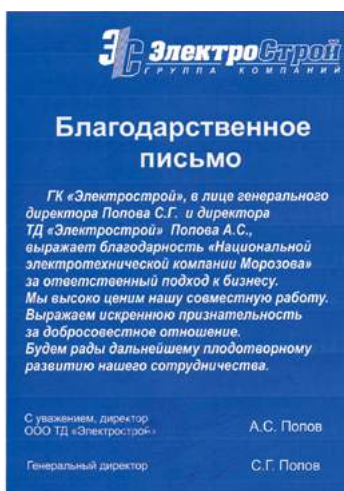 ЭС ЭлектроСтрой
ГРУППА КОМПАНИЙ
Благодарственное
письмо
ГК «Электрострой», в лице генерального
директора Попова С.Г. и директора
ТД «Электрострой» Попова А.С.,
выражает благодарность «Национальной
электротехнической компании Морозова»
за ответственный подход к бизнесу.
Мы высоко ценим нашу совместную работу.
Выражаем искреннюю признательность
за добросовестное отношение.
Будем рады дальнейшему плодотворному
развитию нашего сотрудничества.
С уважением, директор
ООО ТД «Электрострой»
А.С. Попов
Генеральный директор
С.Г. Попов